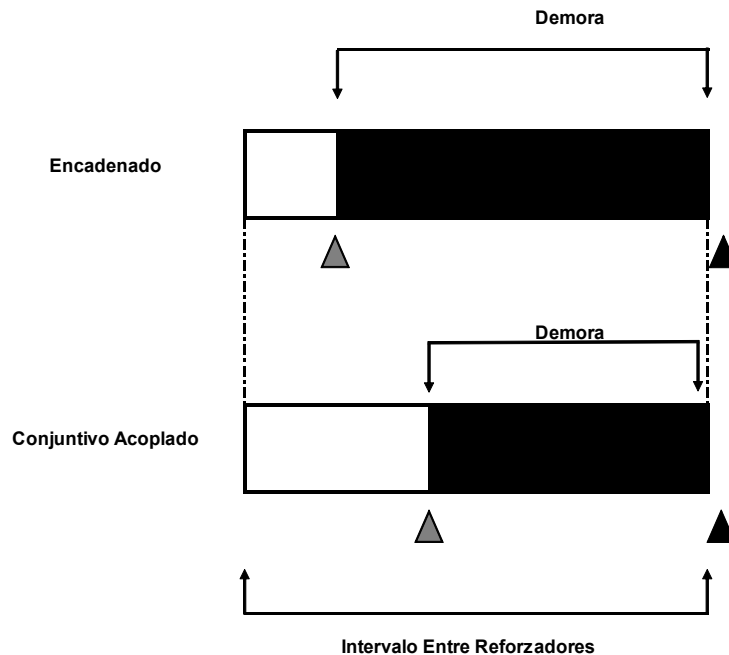 Demora
Encadenado
Demora
Conjuntivo Acoplado
Intervalo Entre Reforzadores